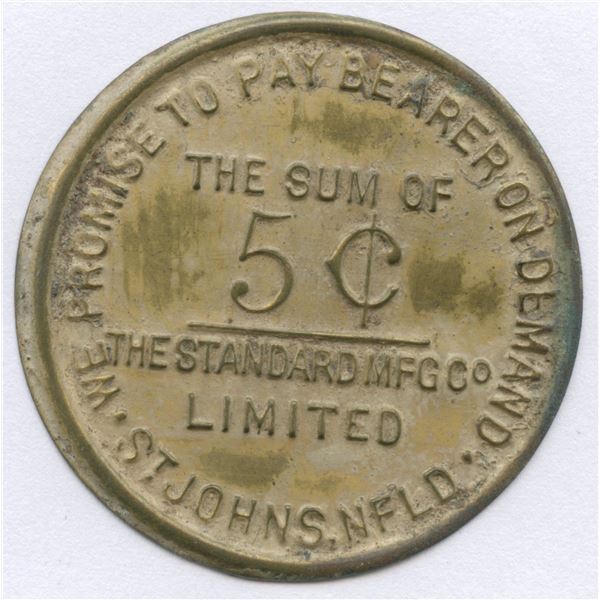 WE PROMISE TO PAY BEARER ON DEMAND.
THE SUM OF
5¢
THE STANDARD MFG Co
LIMITED
ST. JOHNS, NFLD.